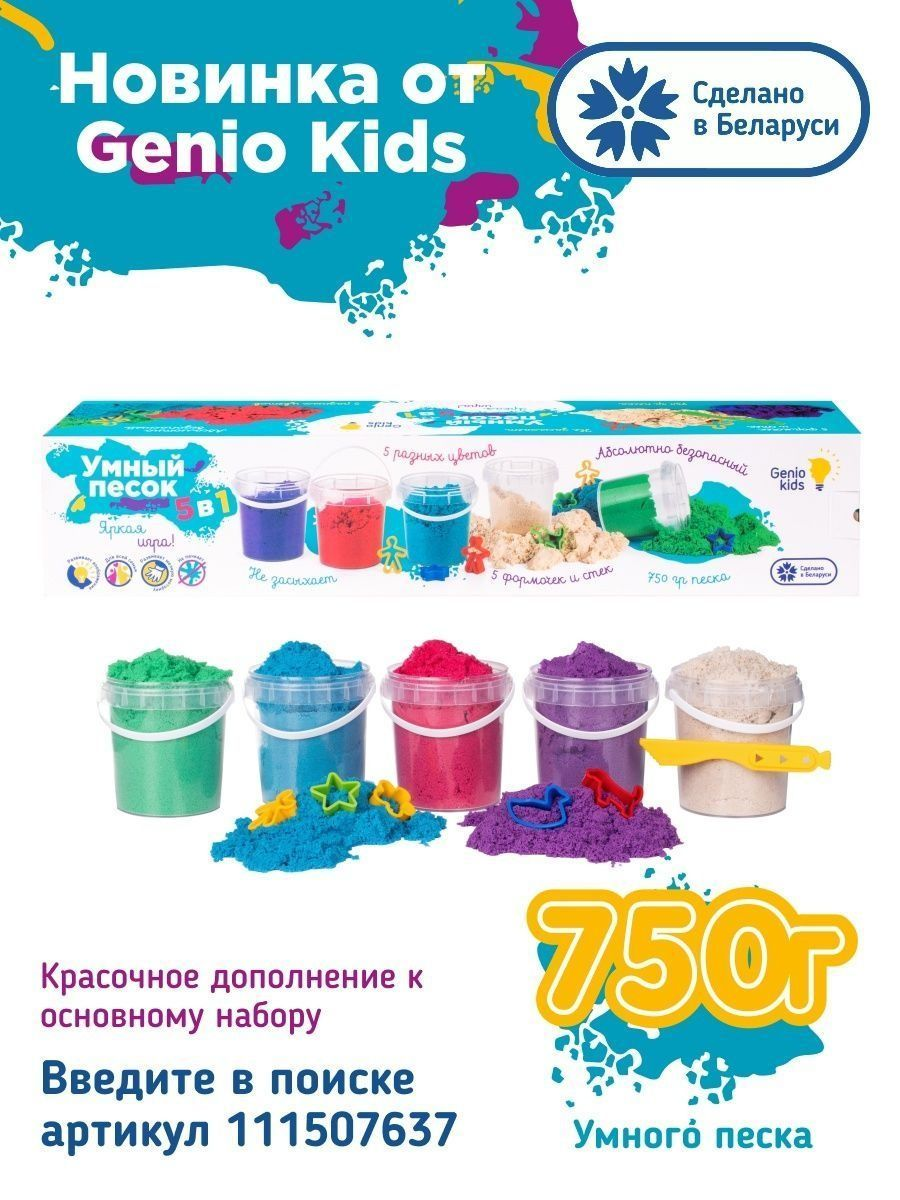 Новинка от
Genio Kids
Сделано
в Беларуси
Genio
kids
Умный
песок
5 в 1
Яркая
игра!
5 разных цветов
Абсолютно безопасный
Genio
kids
Не засыхает
5 формочек и стек
750 гр песка
Сделано
в Беларуси
750г
Умного песка
Красочное дополнение к
основному набору
Введите в поиске
артикул 111507637